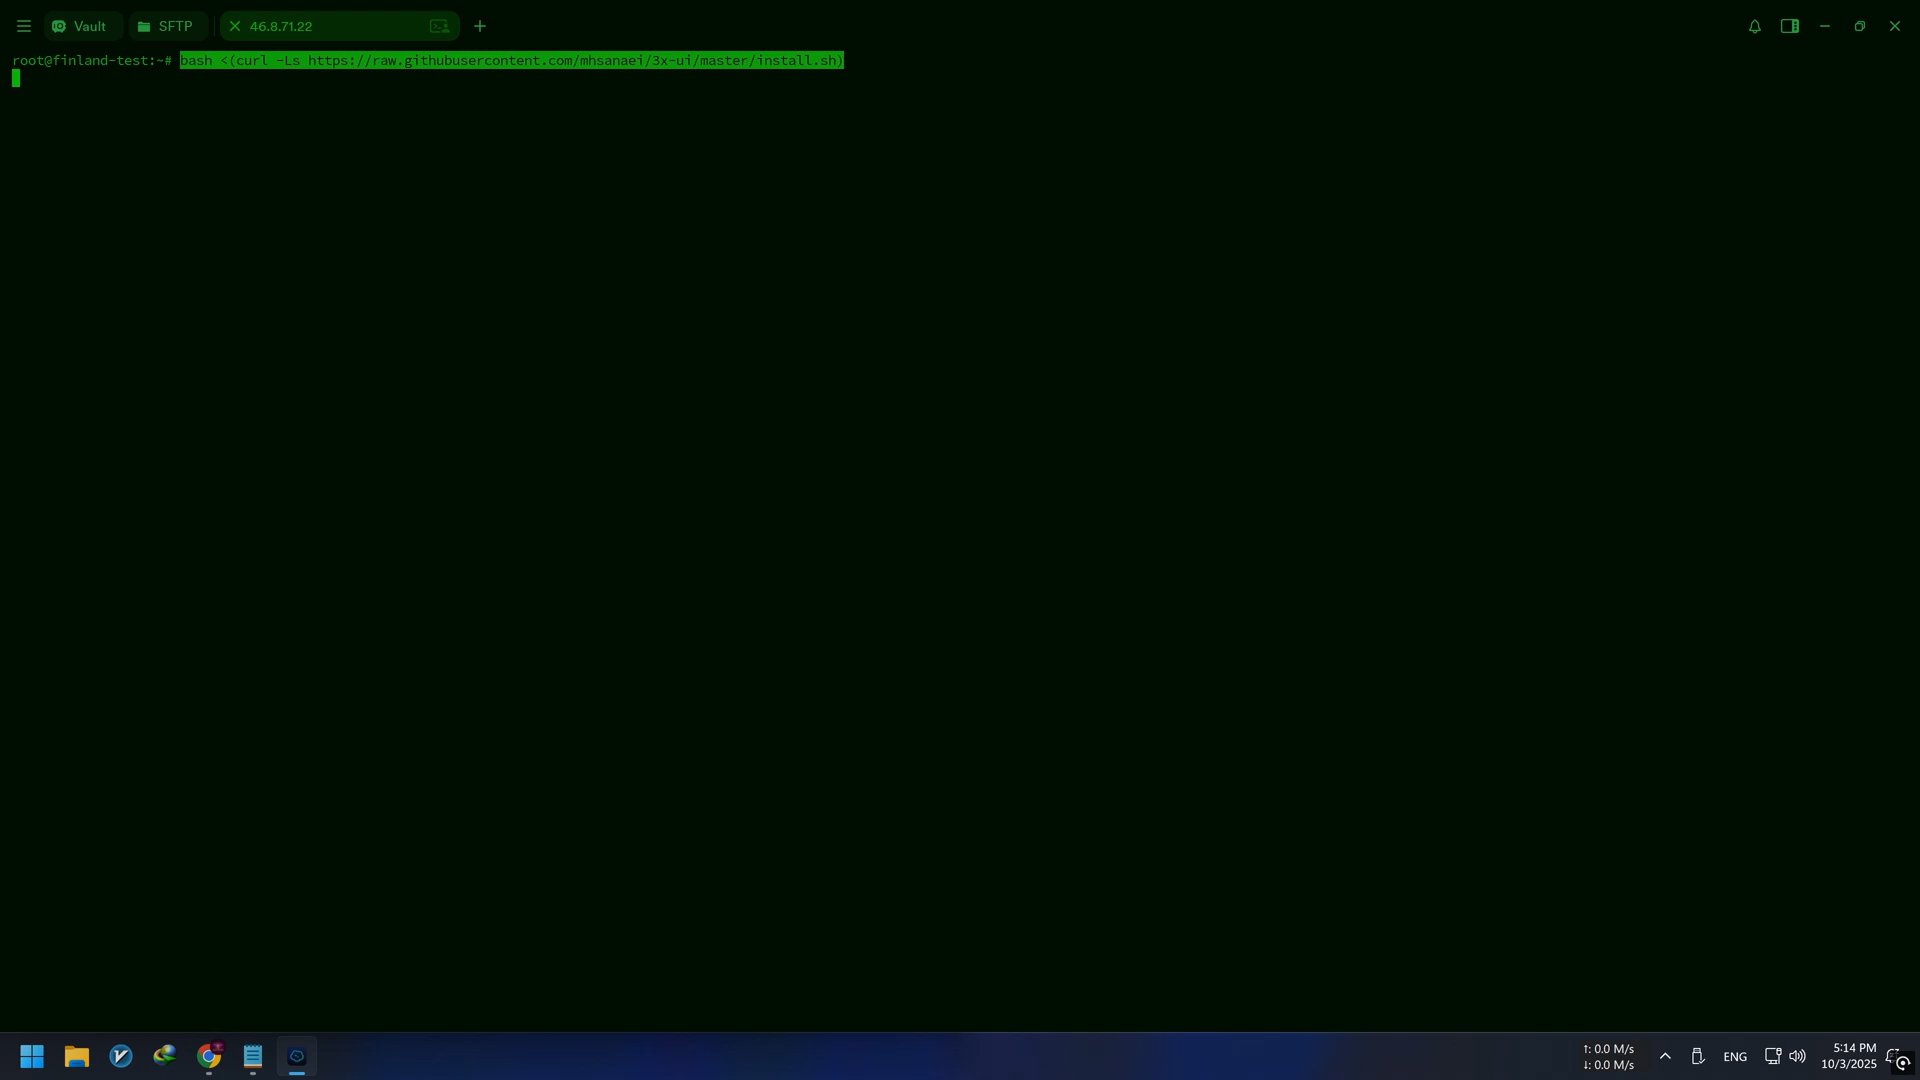 Vault
SFTP
46.8.71.22
root@finland-test:~# bash <(curl -Ls https://raw.githubusercontent.com/mhsanaei/3x-ui/master/install.sh)
↑: 0.0 M/s
↓: 0.0 M/s
ENG
5:14 PM
10/3/2025